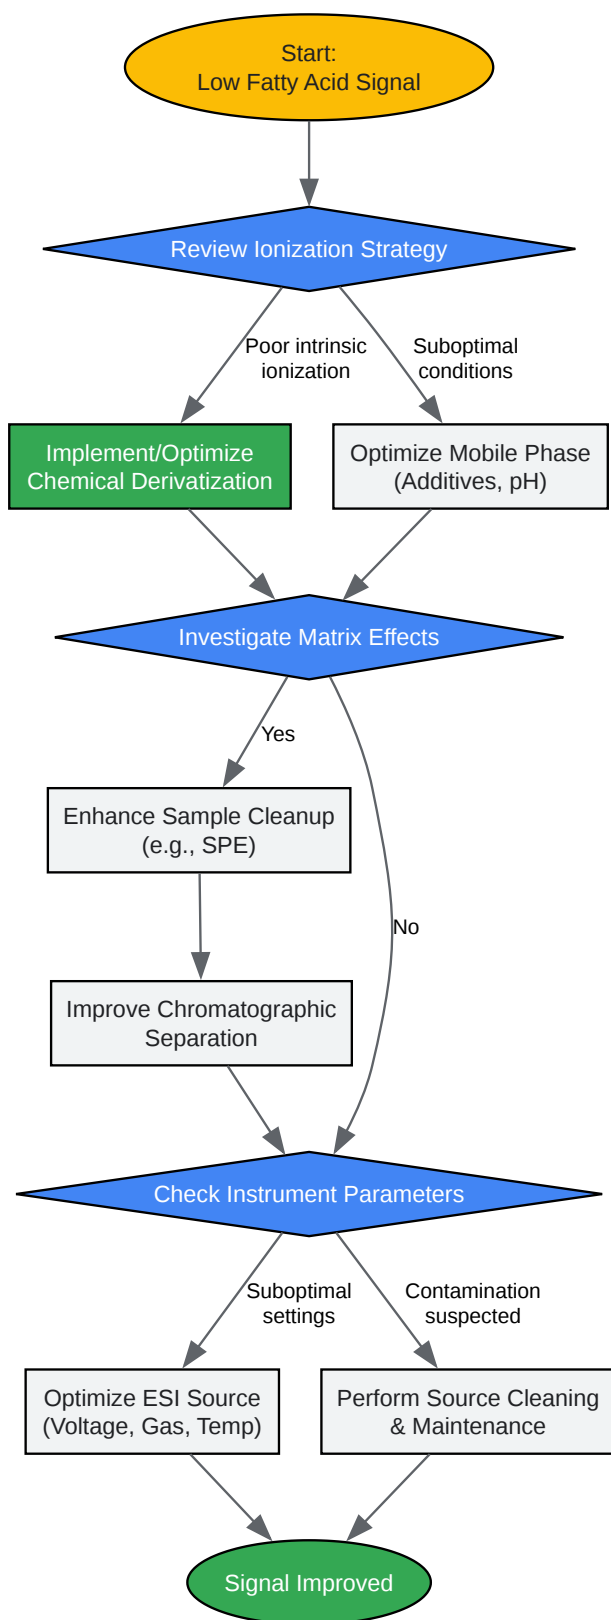 Start:
Low Fatty Acid Signal
Review Ionization Strategy
Poor intrinsic
ionization
Suboptimal
conditions
Implement/Optimize
Chemical Derivatization
Optimize Mobile Phase
(Additives, pH)
Investigate Matrix Effects
Yes
Enhance Sample Cleanup
(e.g., SPE)
No
Improve Chromatographic
Separation
Check Instrument Parameters
Suboptimal
settings
Contamination
suspected
Optimize ESI Source
(Voltage, Gas, Temp)
Perform Source Cleaning
& Maintenance
Signal Improved